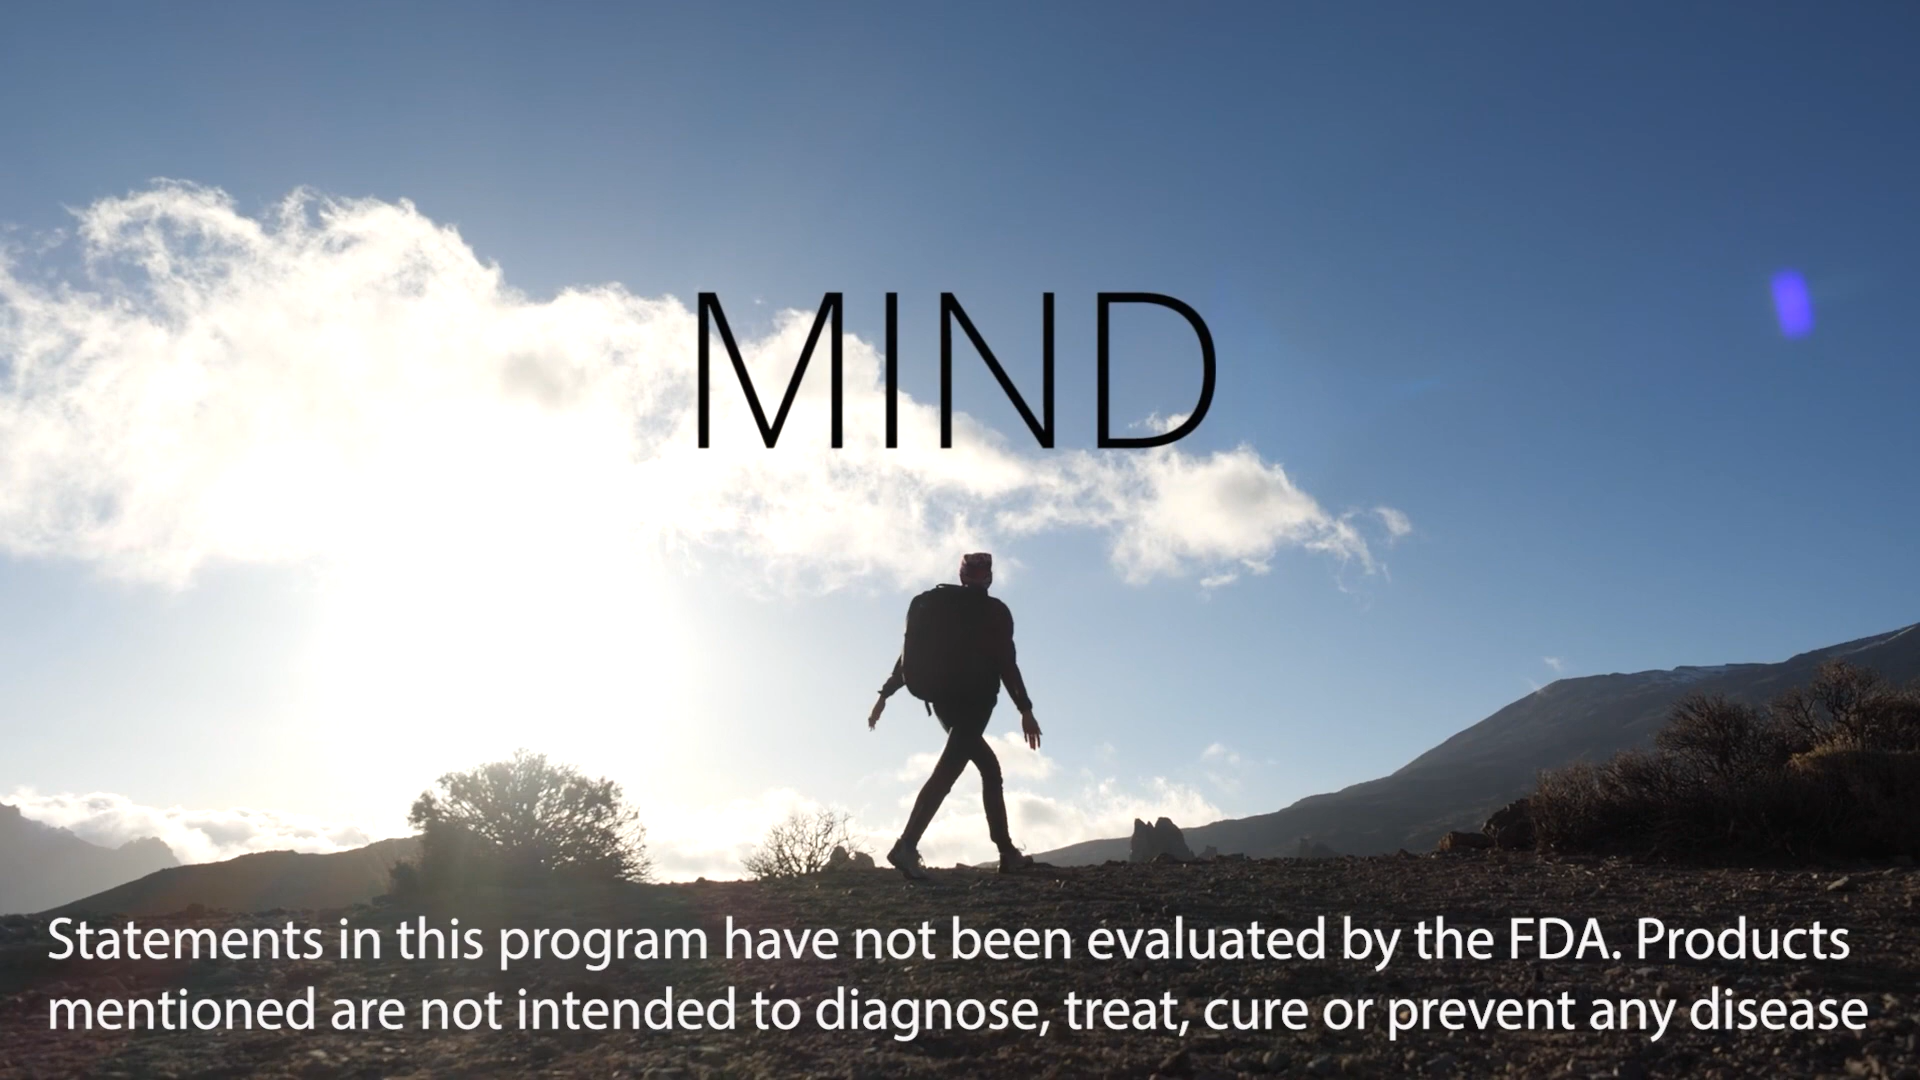 MIND
Statements in this program have not been evaluated by the FDA. Products
mentioned are not intended to diagnose, treat, cure or prevent any disease